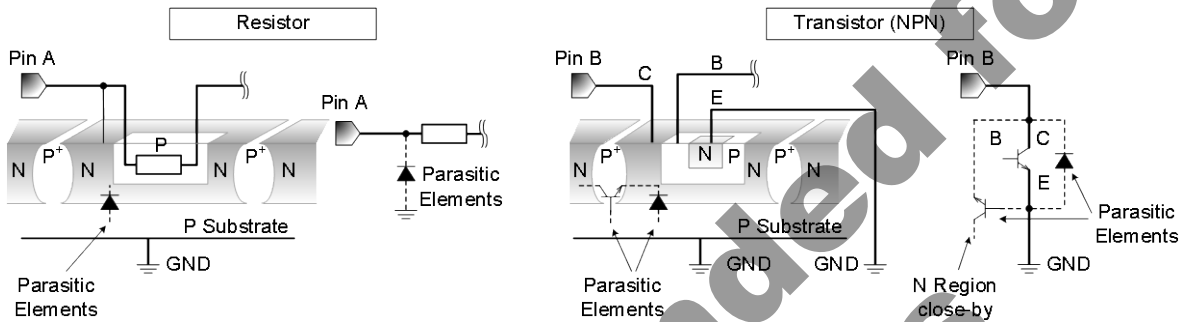 Resistor
Transistor (NPN)
Pin A
Pin A
N
P+
N
P
N
P+
N
Parasitic
Elements
P Substrate
GND
Parasitic
Elements
Pin B
C
B
E
N
P+
N
N
P
P+
N
P Substrate
GND
GND
Parasitic
Elements
Pin B
B
C
E
Parasitic
Elements
GND
N Region
close-by